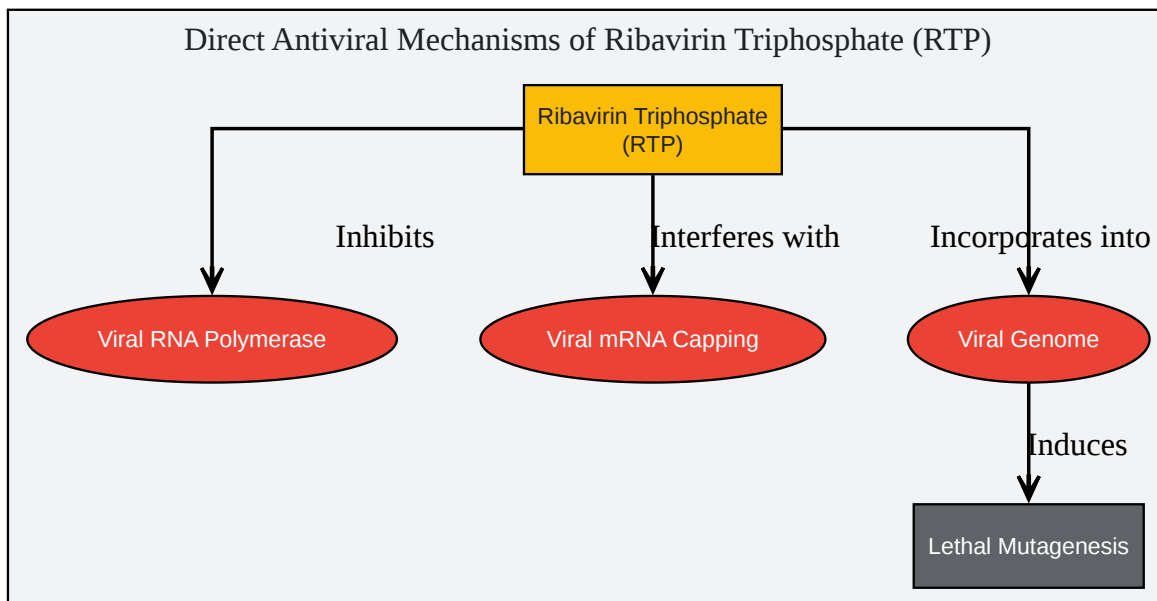 Direct Antiviral Mechanisms of Ribavirin Triphosphate (RTP)
Ribavirin Triphosphate
(RTP)
Inhibits
Interferes with
Incorporates into
Viral RNA Polymerase
Viral mRNA Capping
Viral Genome
Induces
Lethal Mutagenesis